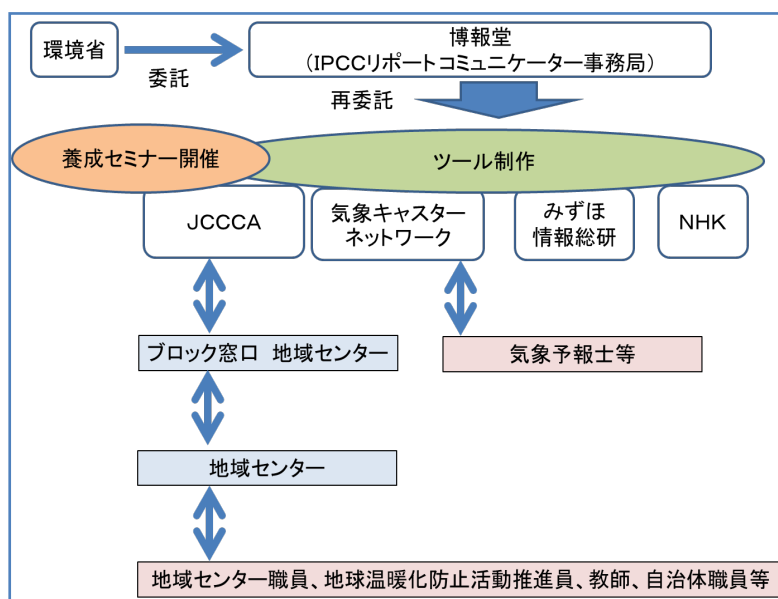 環境省
委託
博報堂
（IPCCリポートコミュニケーター事務局）
再委託
養成セミナー開催
ツール制作
JCCCA
気象キャスター
ネットワーク
みずほ
情報総研
NHK
ブロック窓口 地域センター
気象予報士等
地域センター
地域センター職員、地球温暖化防止活動推進員、教師、自治体職員等